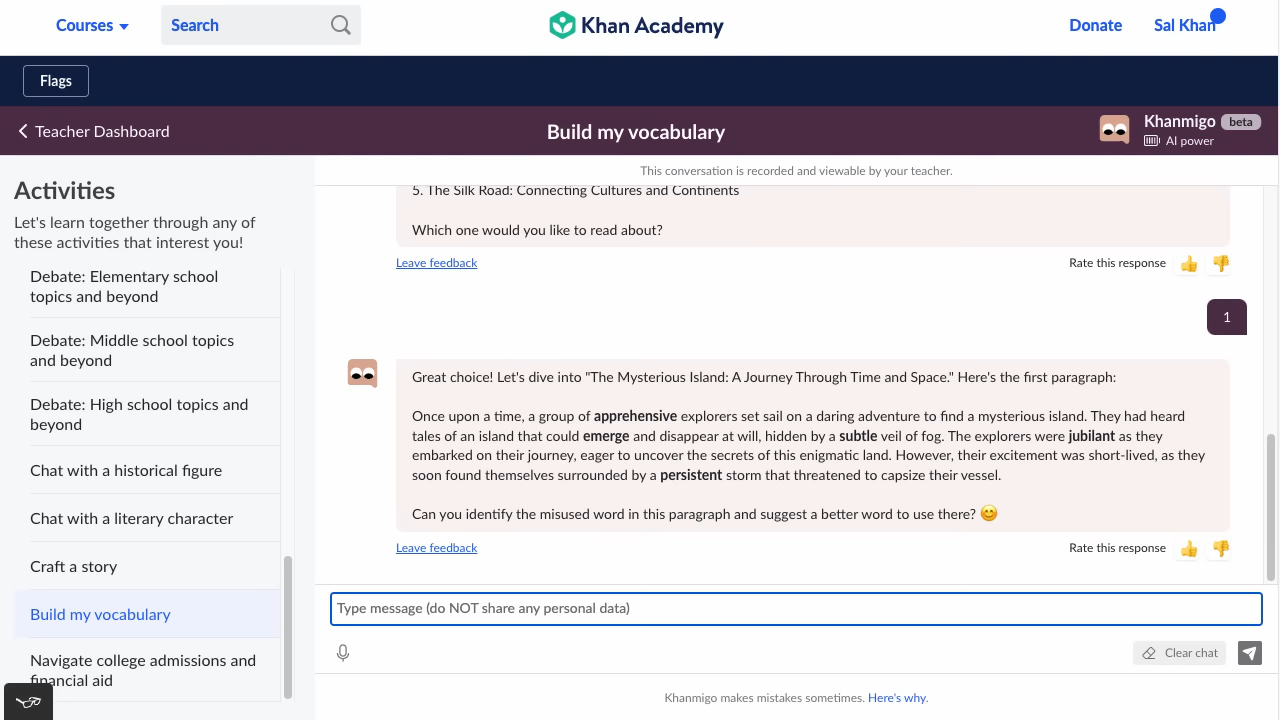 Courses
Search
Khan Academy
Donate
Sal Khan
Flags
Teacher Dashboard
Build my vocabulary
Khanmigo beta
AI power
Activities
Let's learn together through any of
these activities that interest you!
Debate: Elementary school
topics and beyond
Debate: Middle school topics
and beyond
Debate: High school topics and
beyond
Chat with a historical figure
Chat with a literary character
Craft a story
Build my vocabulary
Navigate college admissions and
financial aid
This conversation is recorded and viewable by your teacher.
5. The Silk Road: Connecting Cultures and Continents
Which one would you like to read about?
Leave feedback
Rate this response
1
Great choice! Let's dive into "The Mysterious Island: A Journey Through Time and Space." Here's the first paragraph:
Once upon a time, a group of apprehensive explorers set sail on a daring adventure to find a mysterious island. They had heard
tales of an island that could emerge and disappear at will, hidden by a subtle veil of fog. The explorers were jubilant as they
embarked on their journey, eager to uncover the secrets of this enigmatic land. However, their excitement was short-lived, as they
soon found themselves surrounded by a persistent storm that threatened to capsize their vessel.
Can you identify the misused word in this paragraph and suggest a better word to use there? 😊
Leave feedback
Rate this response
Type message (do NOT share any personal data)
Clear chat
Khanmigo makes mistakes sometimes. Here's why.